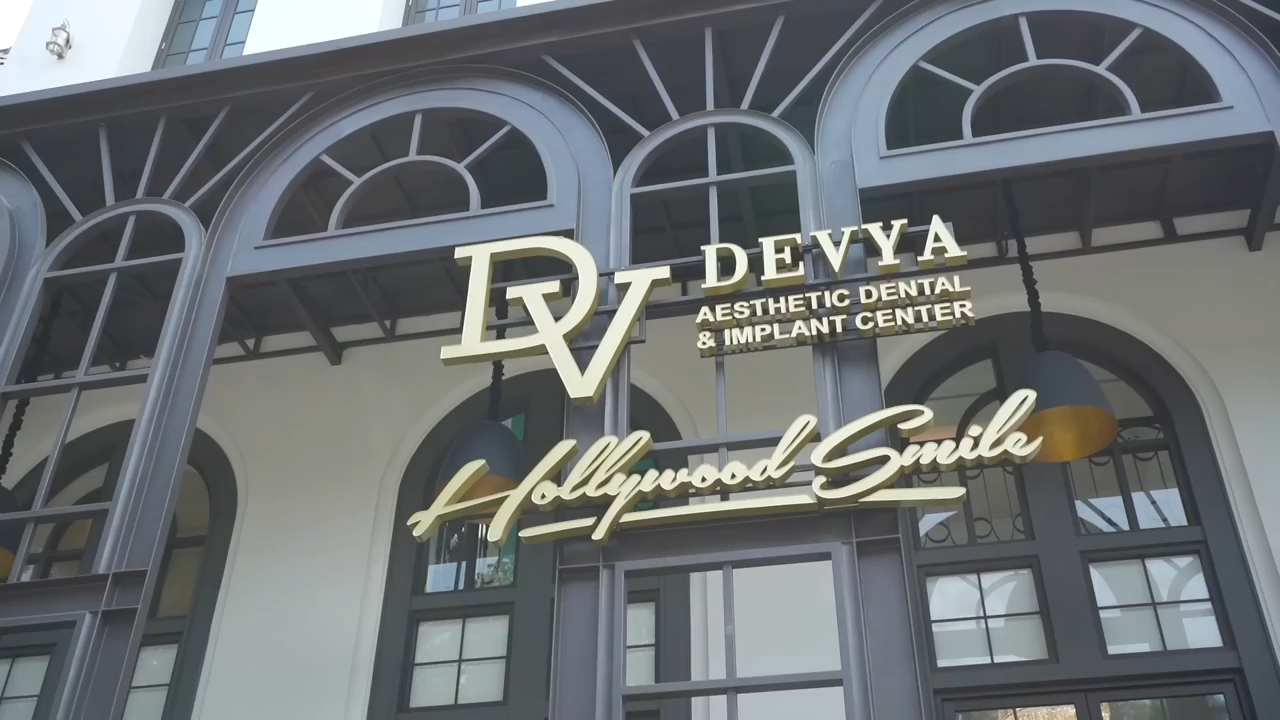 DV
DEVYA
AESTHETIC DENTAL
& IMPLANT CENTER
Hollywood Smile